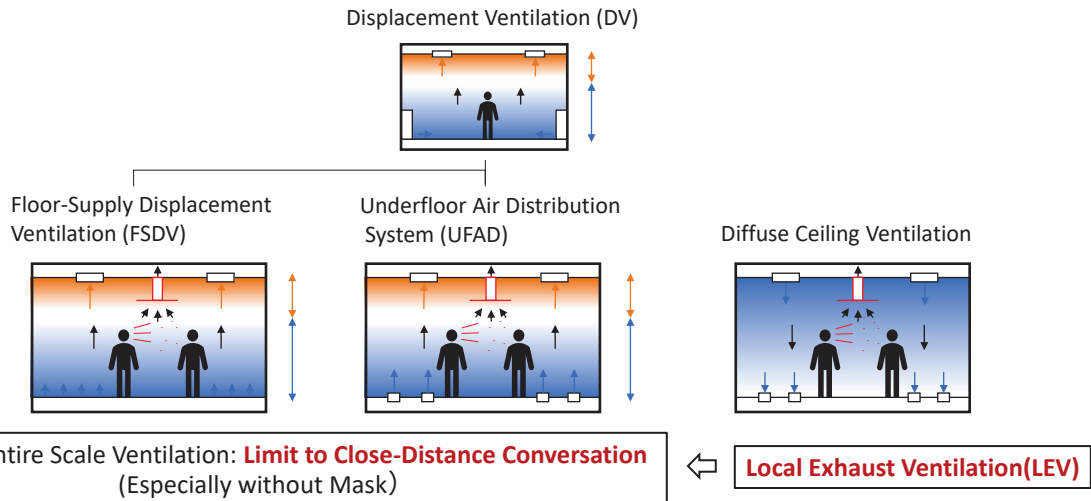 Displacement Ventilation (DV)
Floor-Supply Displacement
Ventilation (FSDV)
Underfloor Air Distribution
System (UFAD)
Diffuse Ceiling Ventilation
ntire Scale Ventilation: Limit to Close-Distance Conversation
(Especially without Mask)
Local Exhaust Ventilation(LEV)